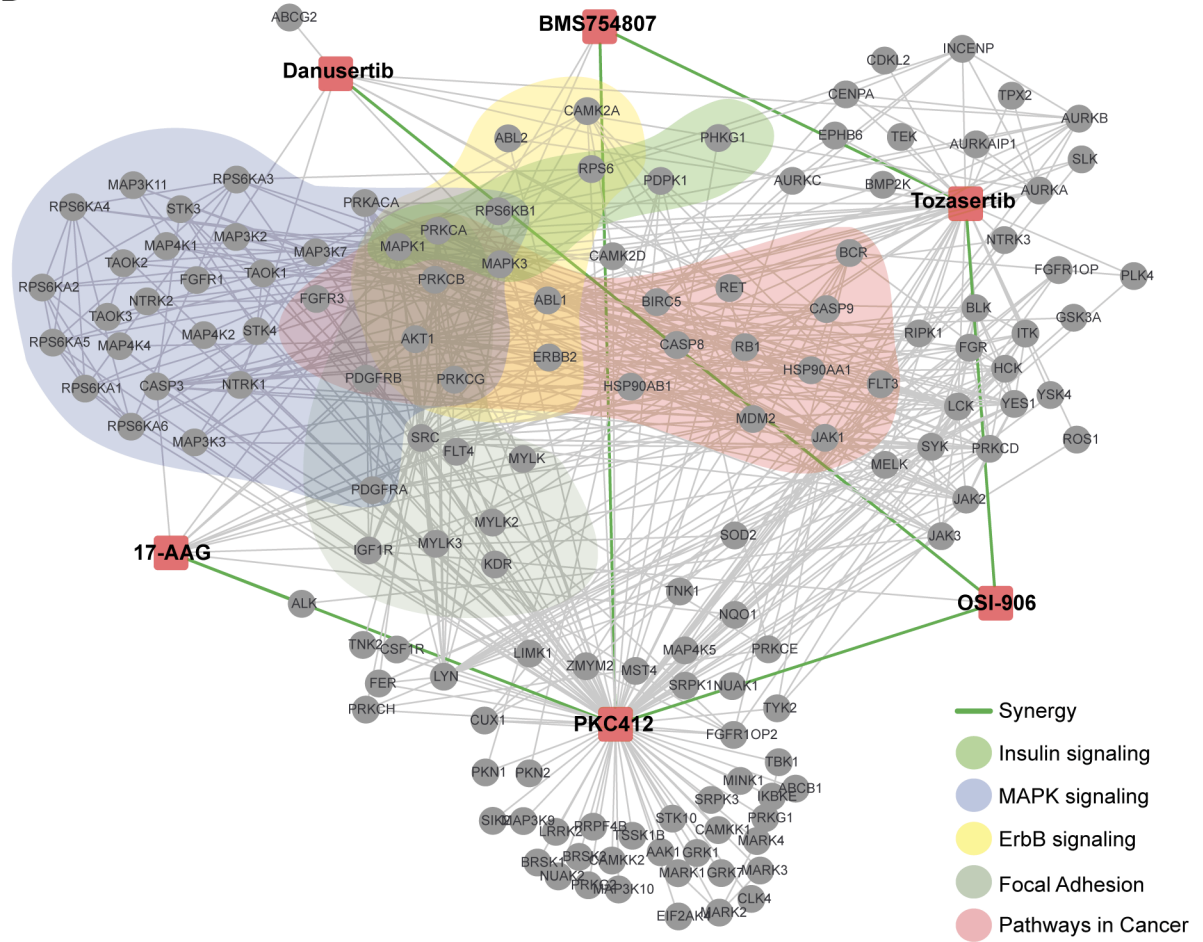 ABCG2
BMS754807
Danusertib
INCENP
CDKL2
CENPA
TPX2
CAMK2A
AURKB
ABL2
PHKG1
EPHB6
TEK
AURKAIP1
SLK
RPS6
PDPK1
AURKC
BMP2K
AURKA
MAP3K11
RPS6KA3
Tozasertib
RPS6KA4
STK3
PRKACA
RPS6KB1
PRKCA
MAP3K2
MAP4K1
MAP3K7
MAPK1
NTRK3
CAMK2D
BCR
TAOK2
TAOK1
MAPK3
FGFR1OP
PLK4
FGFR1
PRKCB
RPS6KA2
RET
NTRK2
FGFR3
ABL1
BIRC5
CASP9
BLK
TAOK3
GSK3A
STK4
MAP4K2
RIPK1
ITK
RPS6KA5
MAP4K4
AKT1
CASP8
RB1
FGR
ERBB2
HSP90AA1
HCK
RPS6KA1
CASP3
NTRK1
PDGFRB
PRKCG
HSP90AB1
FLT3
LCK
YES1
YSK4
RPS6KA6
MDM2
MAP3K3
SRC
JAK1
ROS1
FLT4
MYLK
SYK
PRKCD
MELK
PDGFRA
JAK2
MYLK2
17-AAG
IGF1R
MYLK3
SOD2
JAK3
KDR
ALK
TNK1
OSI-906
NQO1
TNK2
CSF1R
LIMK1
MAP4K5
PRKCE
ZMYM2
MST4
FER
LYN
SRPK1
NUAK1
PRKCH
CUX1
PKC412
TYK2
FGFR1OP2
Synergy
Insulin signaling
PKN1
PKN2
TBK1
MINK1
ABCB1
IKBKE
SRPK3
MAPK signaling
MAP3K9
LRRK2
PRPF4B
TSSK1B
STK10
CAMKK1
PRKG1
MARK4
ErbB signaling
BRSK1
BRSK2
CAMKK2
AAK1
GRK1
NUAK2
MAP3K10
MARK1
GRK7
MARK3
Focal Adhesion
CLK4
EIF2AK4
MARK2
Pathways in Cancer